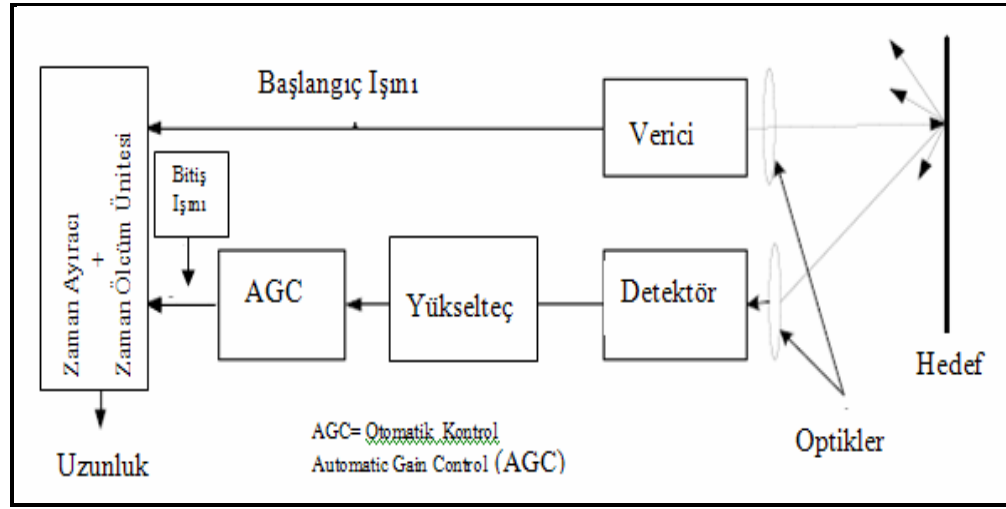 Başlangıç Işını
Verici
Zaman Ayıracı
+
Zaman Ölçüm Ünitesi
Bitiş
Işını
AGC
Yükselteç
Detektör
Hedef
AGC= Otomatik Kontrol
Automatic Gain Control (AGC)
Optikler
Uzunluk